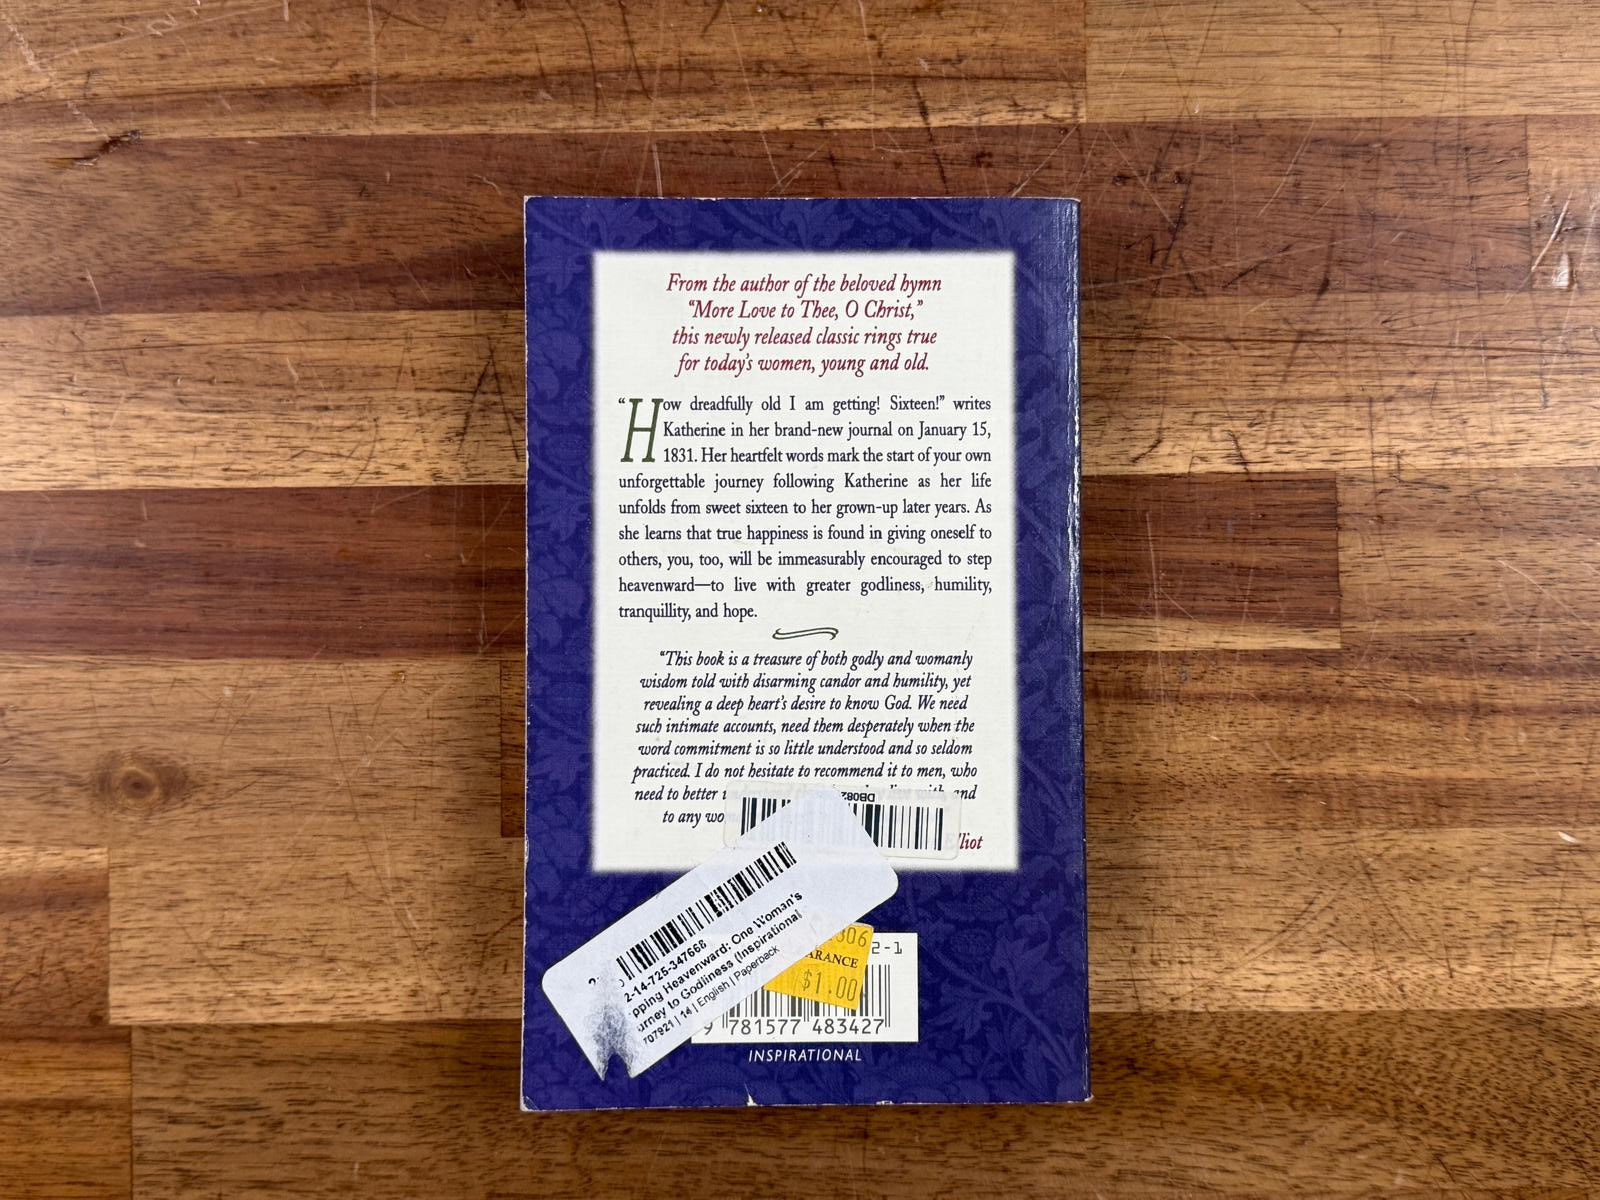 From the author of the beloved hymn
“More Love to Thee, O Christ,”
this newly released classic rings true
for today’s women, young and old.
“How dreadfully old I am getting! Sixteen!” writes
Katherine in her brand-new journal on January 15,
1831. Her heartfelt words mark the start of your own
unforgettable journey following Katherine as her life
unfolds from sweet sixteen to her grown-up later years. As
she learns that true happiness is found in giving oneself to
others, you, too, will be immeasurably encouraged to step
heavenward—to live with greater godliness, humility,
tranquillity, and hope.
“This book is a treasure of both godly and womanly
wisdom told with disarming candor and humility, yet
revealing a deep heart’s desire to know God. We need
such intimate accounts, need them desperately when the
word commitment is so little understood and so seldom
practiced. I do not hesitate to recommend it to men, who
need to better with and
to any wo
lliot
DB082
2-14-725-347668
pping Heavenward: One Woman's
urney to Godliness (Inspirational
707921 | 14 | English | Paperback
306
ARANCE
$1.00
2-1
9 781577 483427
INSPIRATIONAL